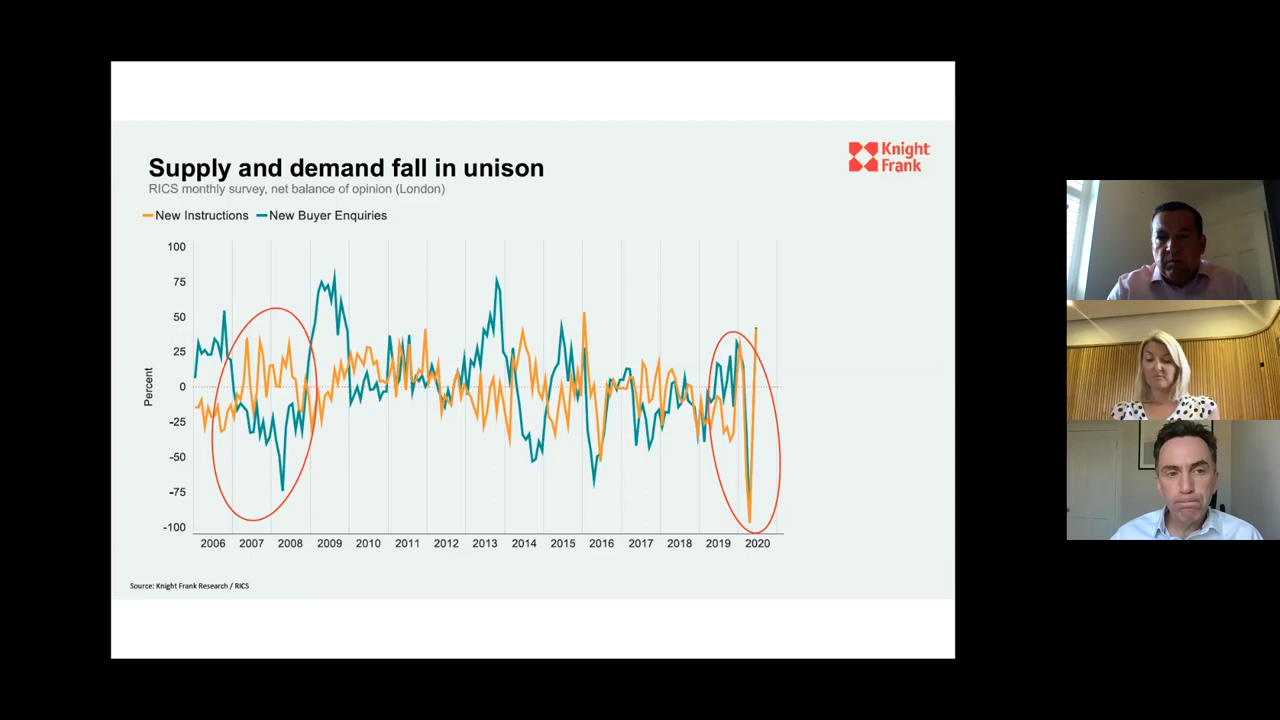 Supply and demand fall in unison
RICS monthly survey, net balance of opinion (London)
Knight
Frank
New Instructions New Buyer Enquiries
Percent
100
75
50
25
0
-25
-50
-75
-100
2006 2007 2008 2009 2010 2011 2012 2013 2014 2015 2016 2017 2018 2019 2020
Source: Knight Frank Research / RICS